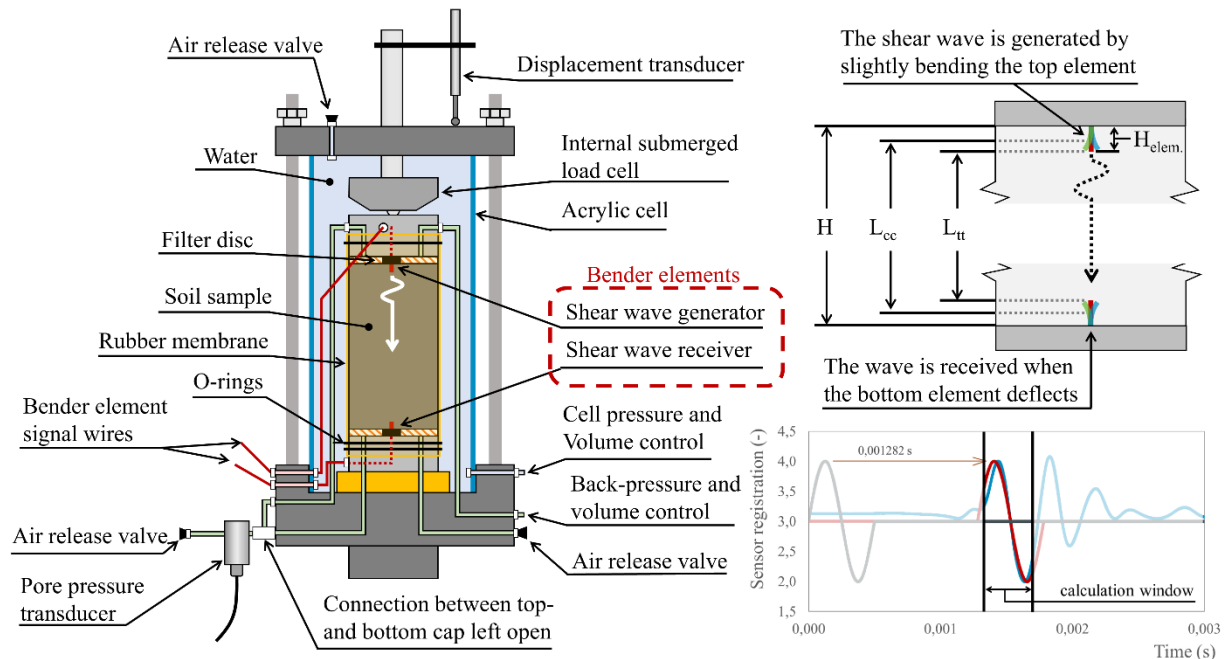 Air release valve
Displacement transducer
Water
Internal submerged
load cell
Acrylic cell
Filter disc
Bender elements
Soil sample
Shear wave generator
Rubber membrane
Shear wave receiver
O-rings
Bender element
signal wires
Cell pressure and
Volume control
Back-pressure and
volume control
Air release valve
Air release valve
Pore pressure
transducer
Connection between top-
and bottom cap left open
The shear wave is generated by
slightly bending the top element
H
L_cc
L_tt
H_elem.
The wave is received when
the bottom element deflects
Sensor registration (-)
4,5
4,0
3,5
3,0
2,5
2,0
1,5
0,001282 s
calculation window
0,000
0,001
0,002
0,003
Time (s)